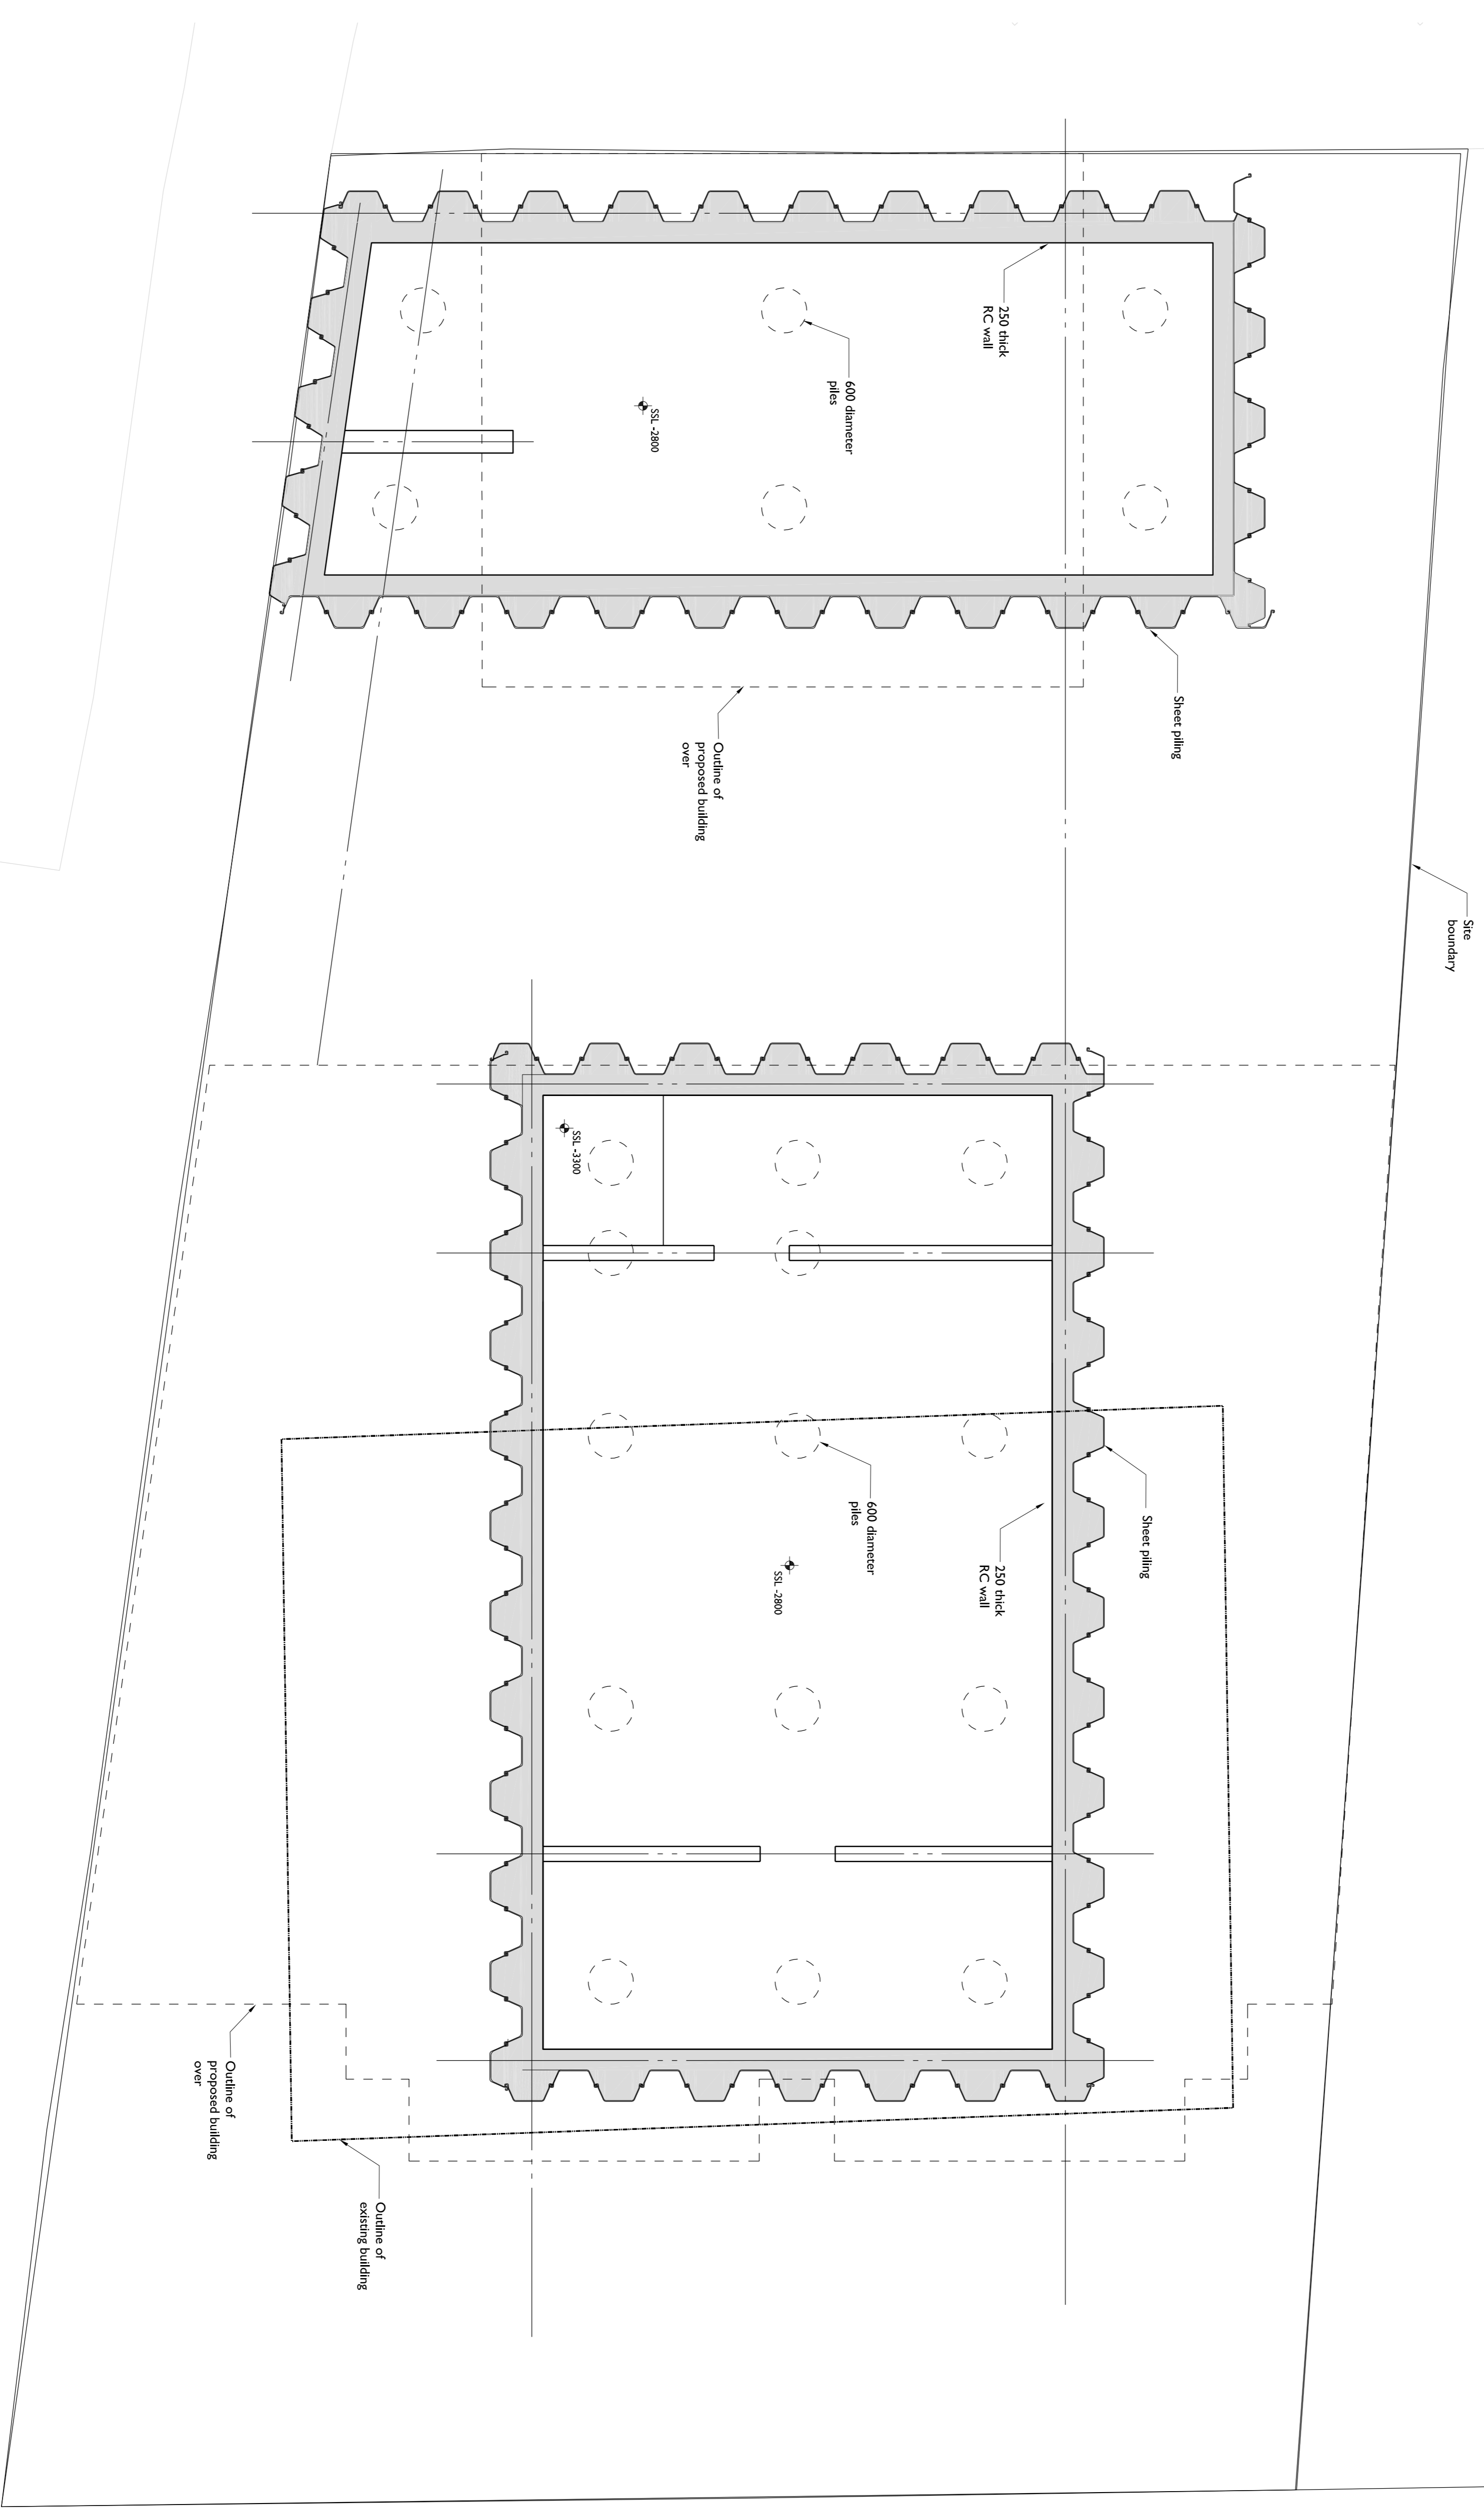 250 thick
RC wall
600 diameter
piles
SSL -2800
Sheet piling
Outline of
proposed building
over
Site
boundary
SSL -3300
Sheet piling
600 diameter
piles
250 thick
RC wall
SSL -2800
Outline of
proposed building
over
Outline of
existing building